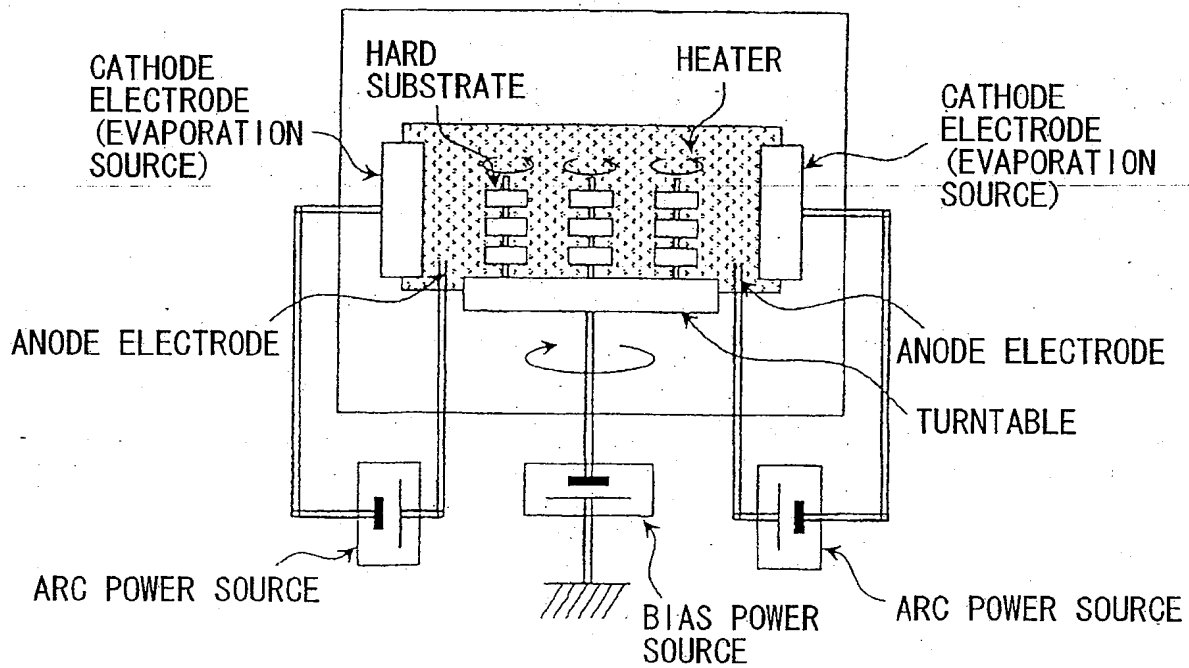 CATHODE
ELECTRODE
(EVAPORATION
SOURCE)
HARD
SUBSTRATE
HEATER
CATHODE
ELECTRODE
(EVAPORATION
SOURCE)
ANODE ELECTRODE
ANODE ELECTRODE
TURNTABLE
ARC POWER SOURCE
BIAS POWER
SOURCE
ARC POWER SOURCE